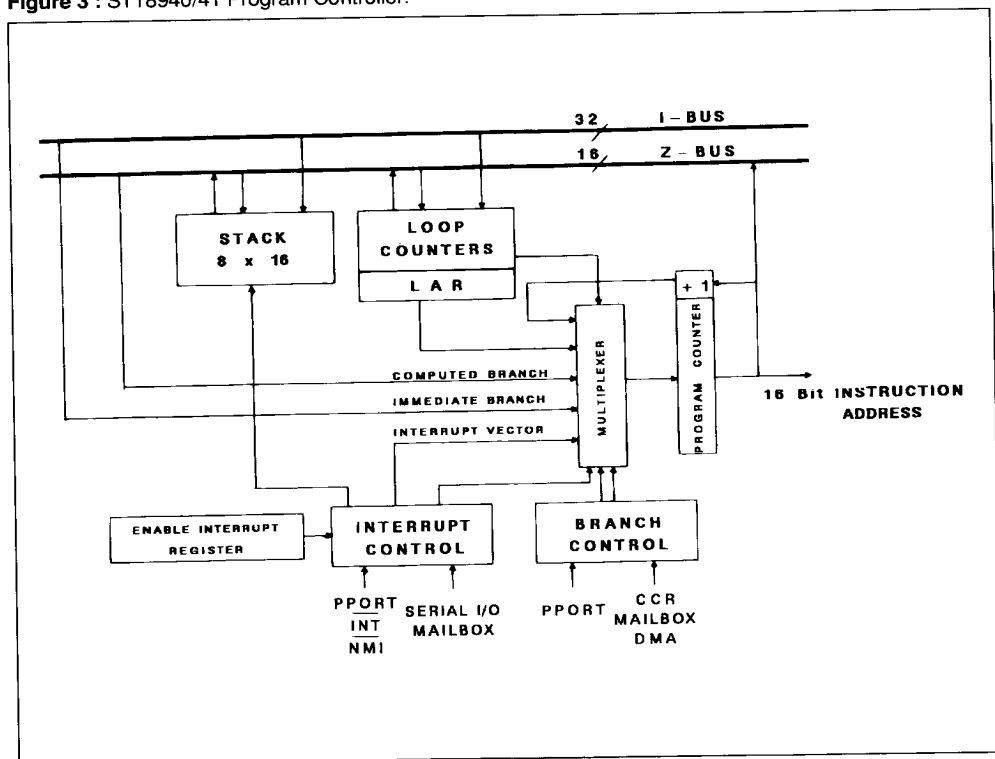 Figure 3 : ST18940/41 Program Controller.
32 I – BUS
16 Z – BUS
STACK
8 x 16
LOOP
COUNTERS
L A R
+ 1
PROGRAM COUNTER
MULTIPLEXER
COMPUTED BRANCH
IMMEDIATE BRANCH
INTERRUPT VECTOR
16 Bit INSTRUCTION
ADDRESS
ENABLE INTERRUPT
REGISTER
INTERRUPT
CONTROL
BRANCH
CONTROL
PPORT
INT
NMI
SERIAL I/O
MAILBOX
PPORT
CCR
MAILBOX
DMA